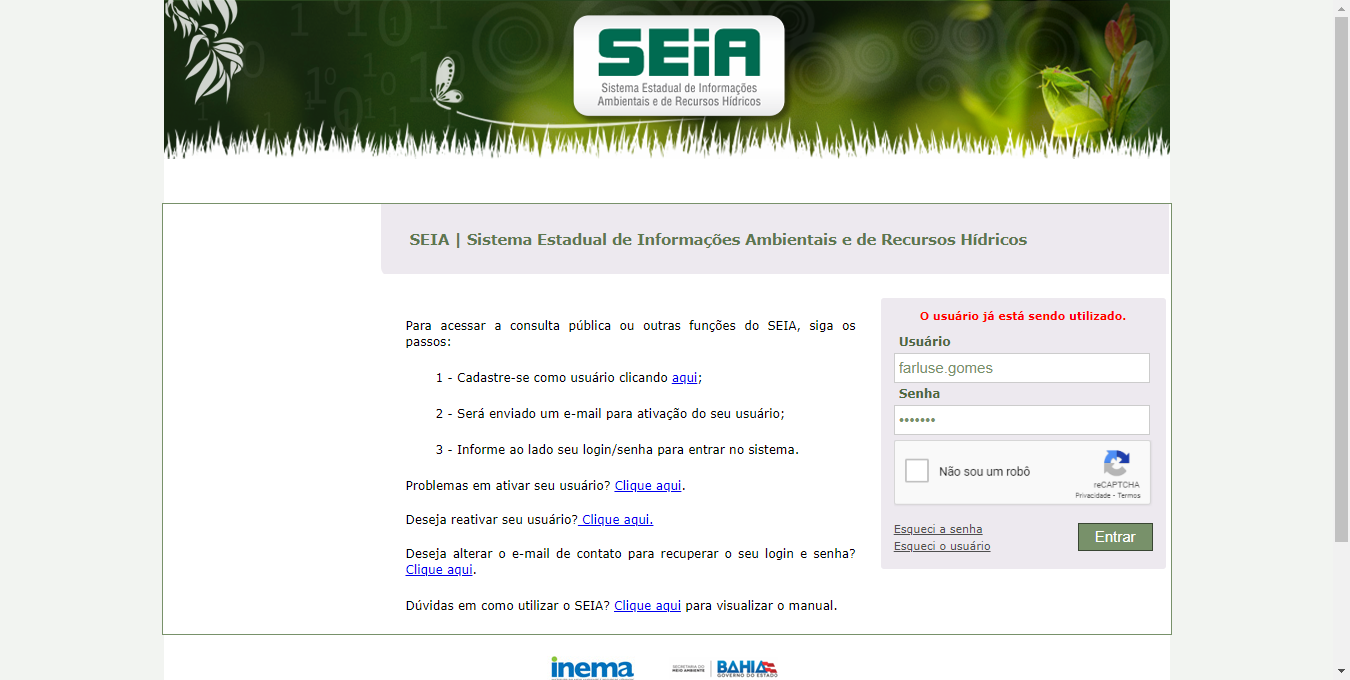 SEiA
Sistema Estadual de Informações
Ambientais e de Recursos Hídricos
SEIA | Sistema Estadual de Informações Ambientais e de Recursos Hídricos
Para acessar a consulta pública ou outras funções do SEIA, siga os
passos:
1 - Cadastre-se como usuário clicando aqui;
2 - Será enviado um e-mail para ativação do seu usuário;
3 - Informe ao lado seu login/senha para entrar no sistema.
Problemas em ativar seu usuário? Clique aqui.
Deseja reativar seu usuário? Clique aqui.
Deseja alterar o e-mail de contato para recuperar o seu login e senha?
Clique aqui.
Dúvidas em como utilizar o SEIA? Clique aqui para visualizar o manual.
O usuário já está sendo utilizado.
Usuário
farluse.gomes
Senha
•••••••
Não sou um robô
reCAPTCHA
Privacidade - Termos
Esqueci a senha
Esqueci o usuário
Entrar
inema
SECRETARIA DO
MEIO AMBIENTE
BAHIA
GOVERNO DO ESTADO